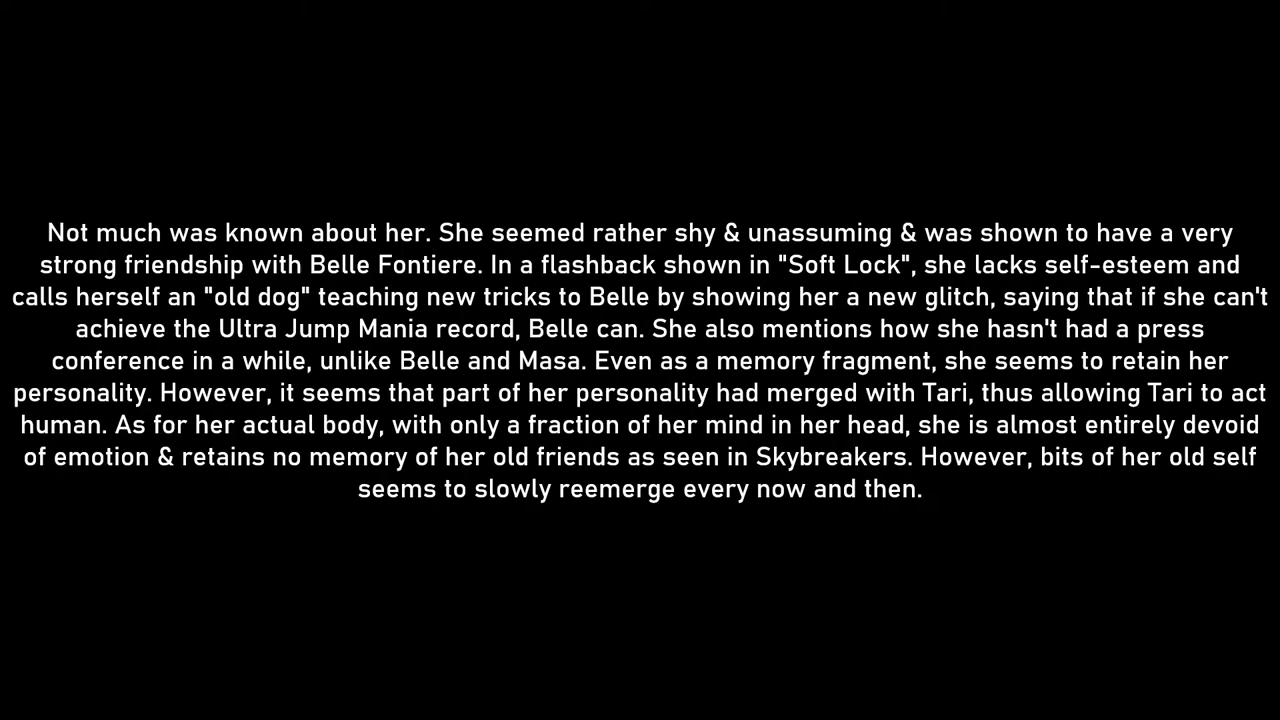 Not much was known about her. She seemed rather shy & unassuming & was shown to have a very
strong friendship with Belle Fontiere. In a flashback shown in "Soft Lock", she lacks self-esteem and
calls herself an "old dog" teaching new tricks to Belle by showing her a new glitch, saying that if she can't
achieve the Ultra Jump Mania record, Belle can. She also mentions how she hasn't had a press
conference in a while, unlike Belle and Masa. Even as a memory fragment, she seems to retain her
personality. However, it seems that part of her personality had merged with Tari, thus allowing Tari to act
human. As for her actual body, with only a fraction of her mind in her head, she is almost entirely devoid
of emotion & retains no memory of her old friends as seen in Skybreakers. However, bits of her old self
seems to slowly reemerge every now and then.